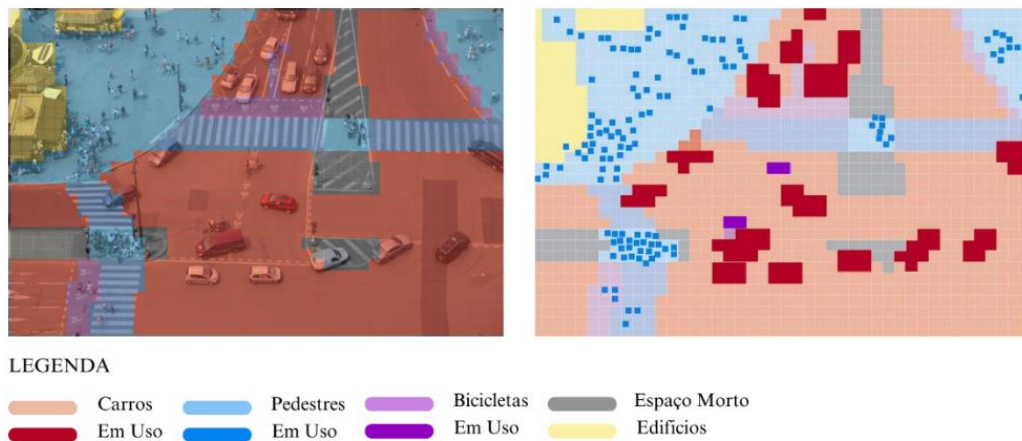 LEGENDA
Carros Pedestres Bicicletas Espaço Morto
Em Uso Em Uso Em Uso Edifícios